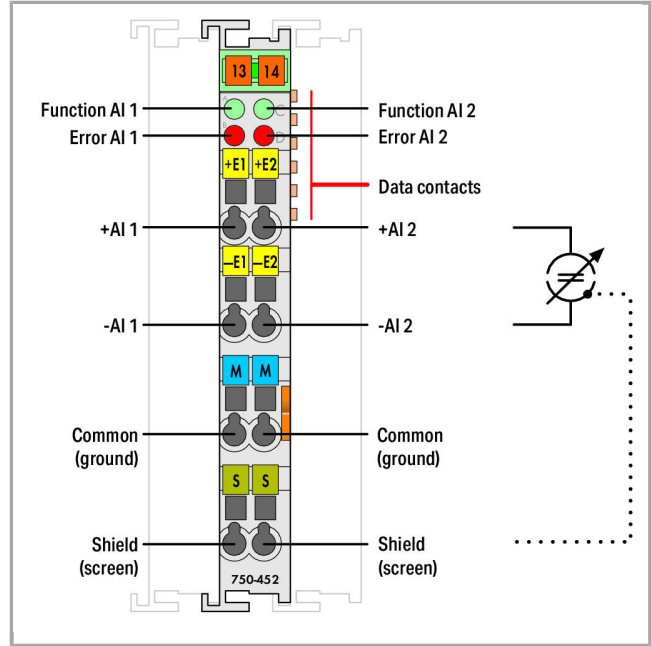 13 14
Function AI 1
Function AI 2
A C
Error AI 1
Error AI 2
D
+E1 +E2
Data contacts
+AI 1
+AI 2
–E1 –E2
-AI 1
-AI 2
M M
Common
(ground)
Common
(ground)
S S
Shield
(screen)
Shield
(screen)
750-452